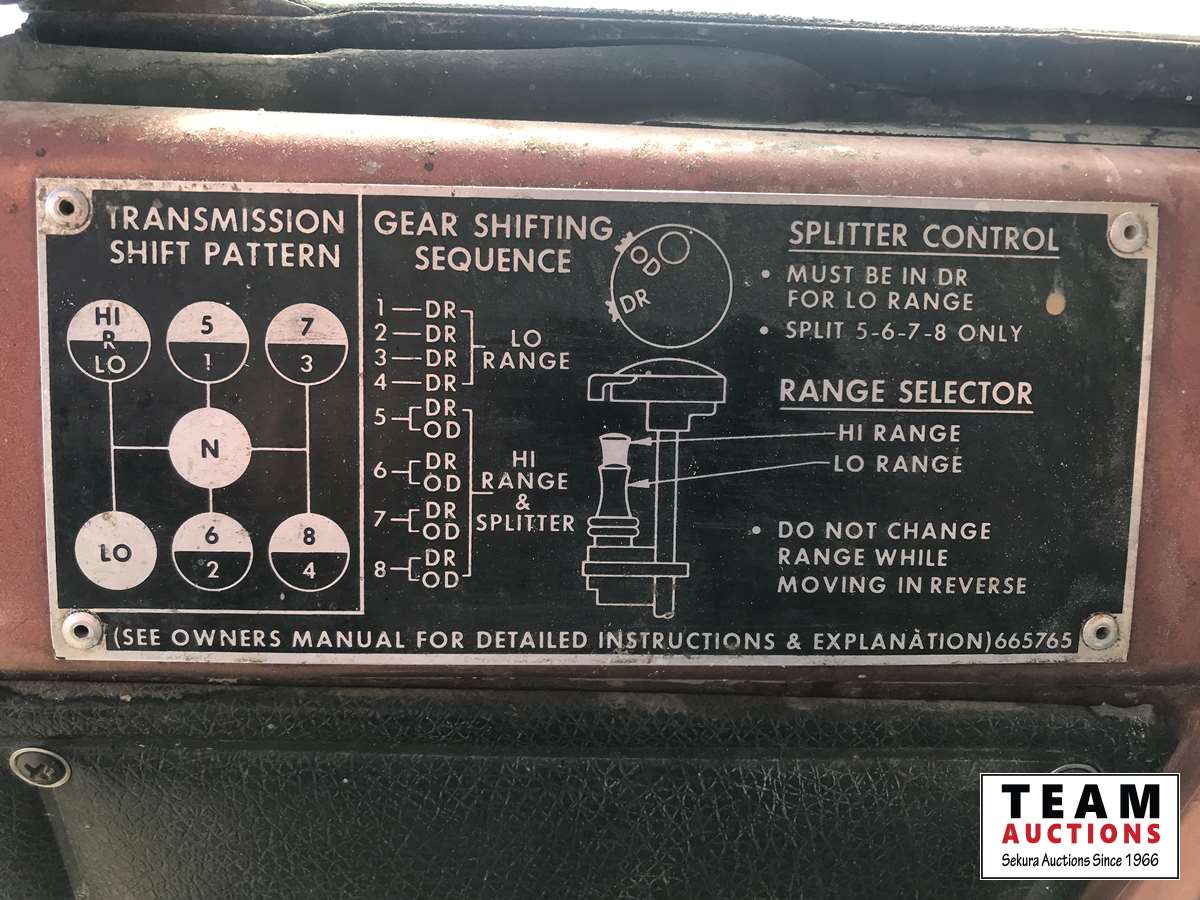 TRANSMISSION
SHIFT PATTERN
HI
R
LO
5
1
7
3
N
LO
6
2
8
4
GEAR SHIFTING
SEQUENCE
1 — DR
2 — DR
3 — DR
4 — DR
LO
RANGE
5 — DR
OD
6 — DR
OD
7 — DR
OD
8 — DR
OD
HI
RANGE
&
SPLITTER
OD
DR
SPLITTER CONTROL
• MUST BE IN DR
FOR LO RANGE
• SPLIT 5-6-7-8 ONLY
RANGE SELECTOR
HI RANGE
LO RANGE
• DO NOT CHANGE
RANGE WHILE
MOVING IN REVERSE
(SEE OWNERS MANUAL FOR DETAILED INSTRUCTIONS & EXPLANATION) 665765
TEAM
AUCTIONS
Sekura Auctions Since 1966